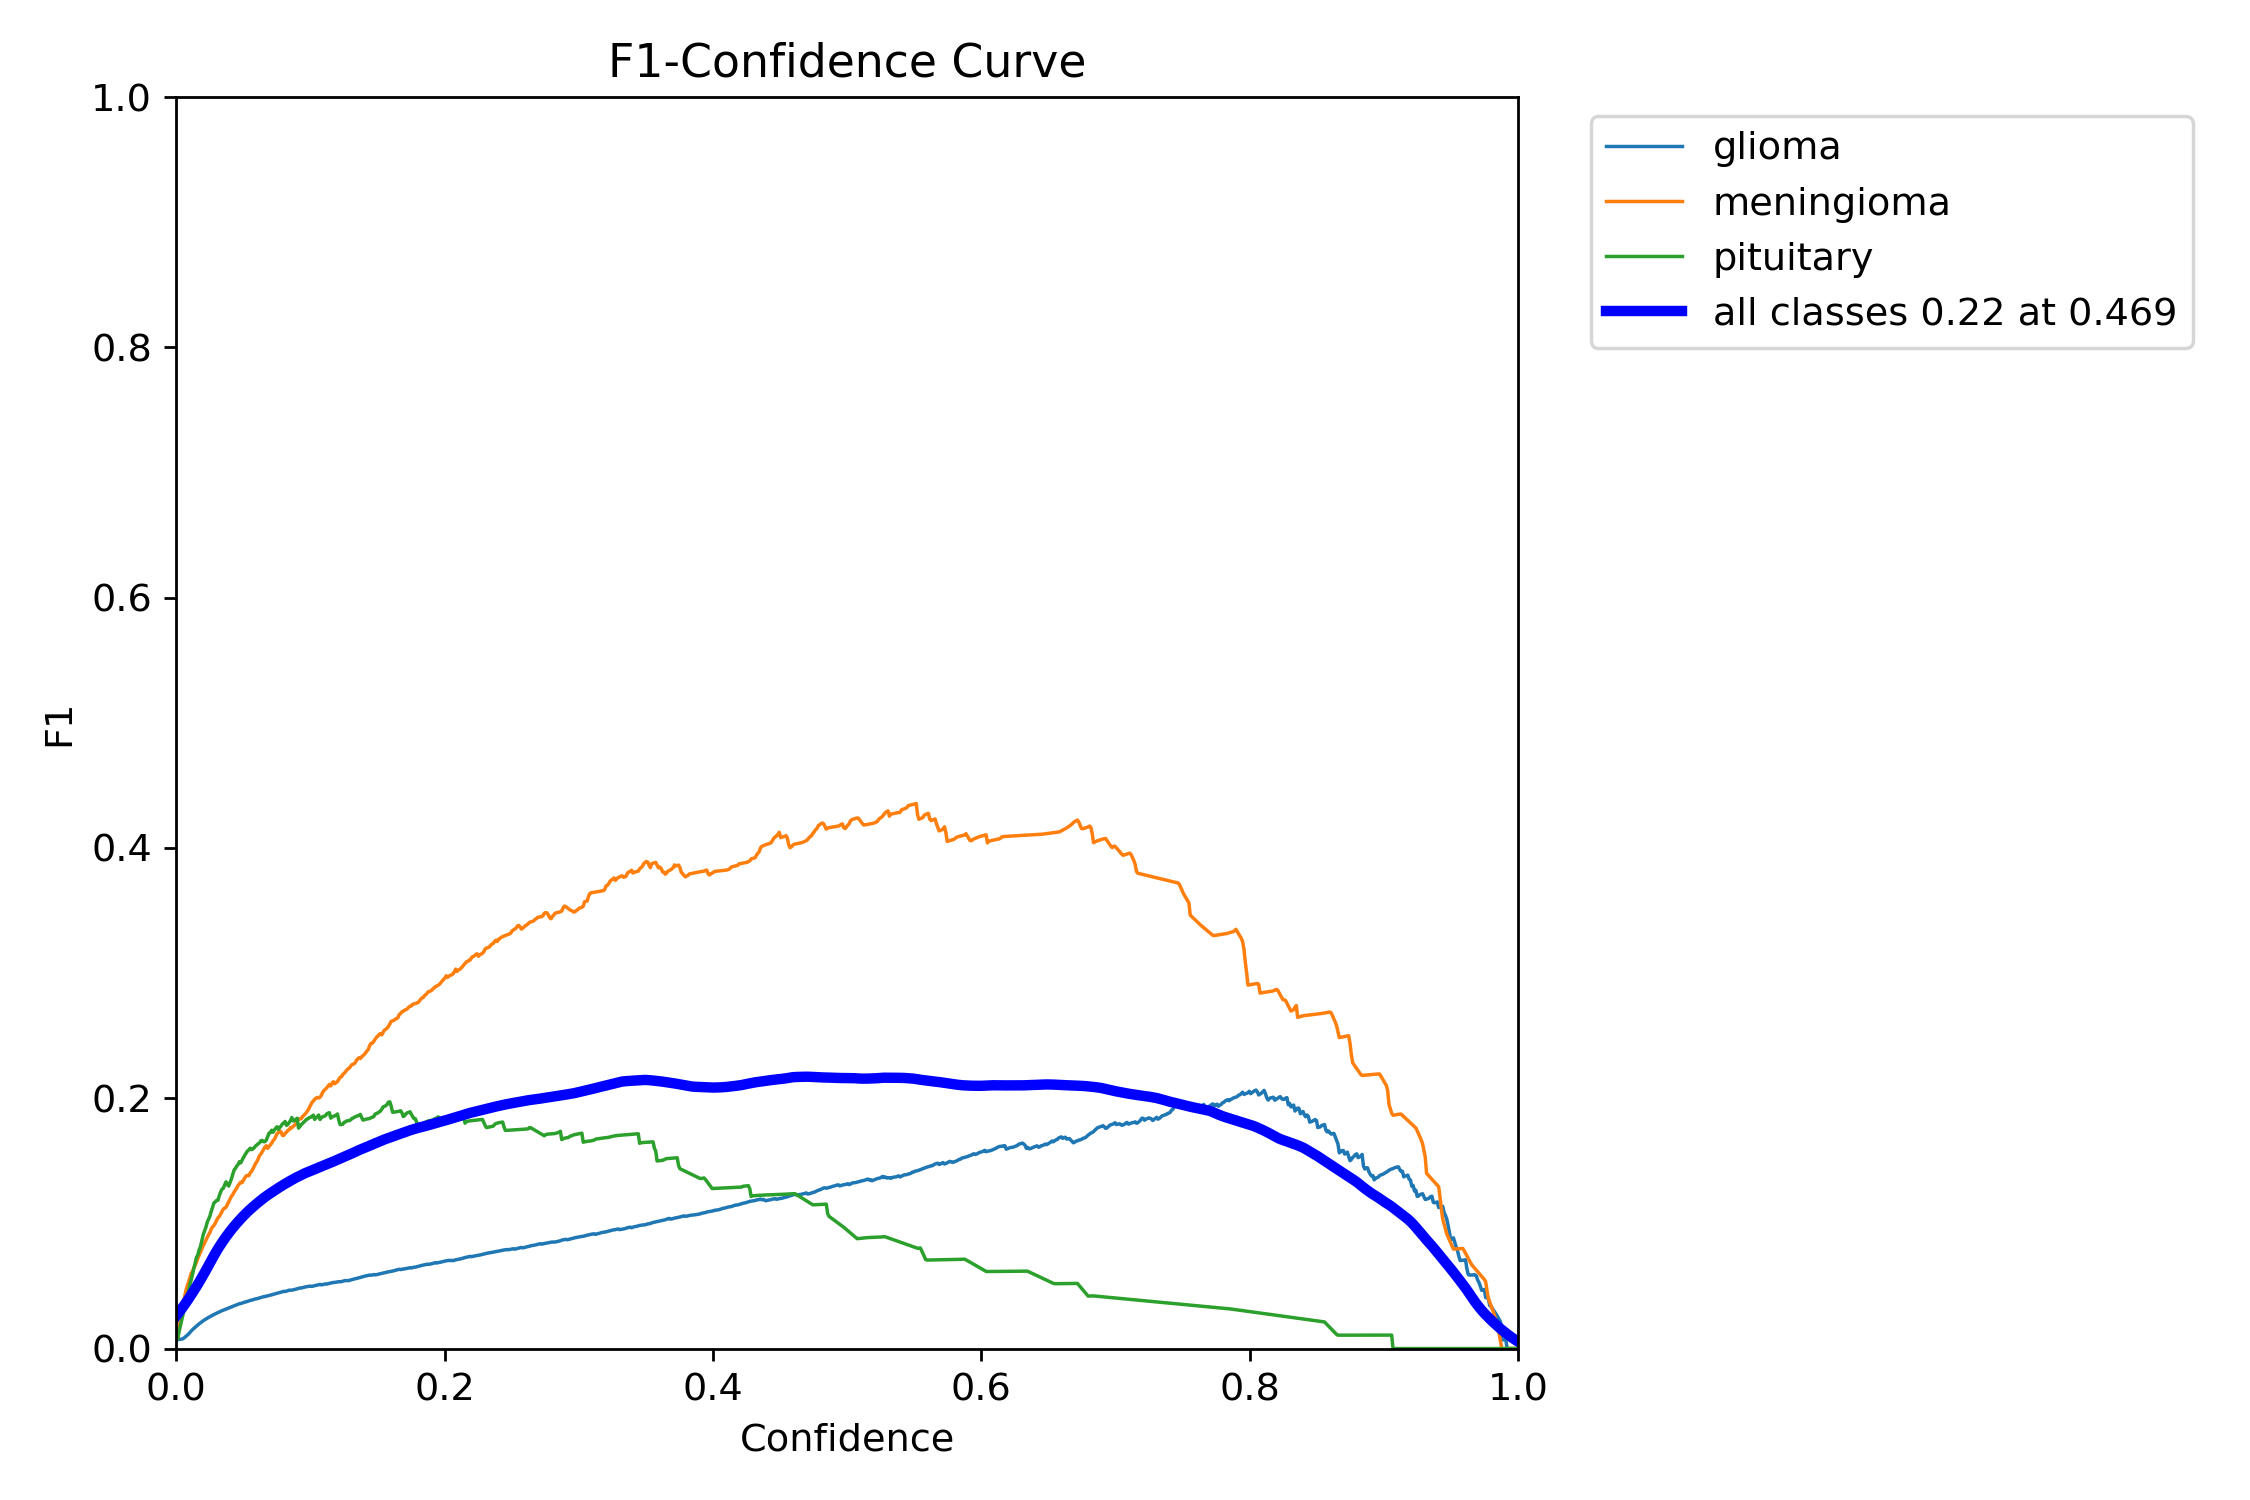 F1-Confidence Curve
1.0
0.8
0.6
0.4
0.2
0.0
F1
0.0 0.2 0.4 0.6 0.8 1.0
Confidence
glioma
meningioma
pituitary
all classes 0.22 at 0.469